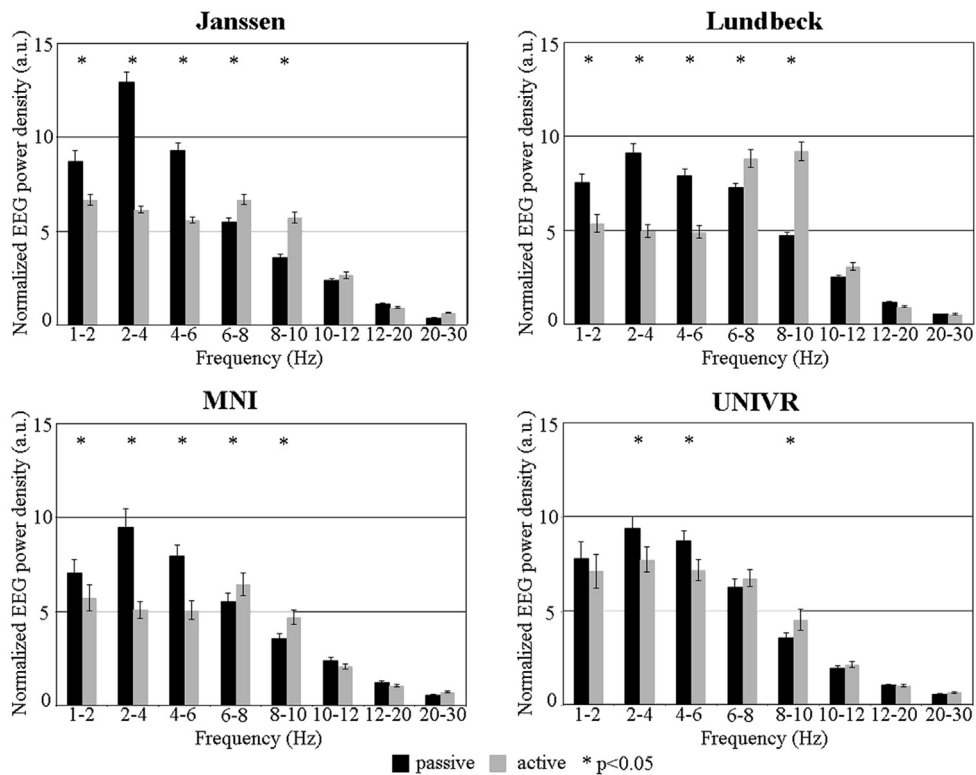 Janssen
Normalized EEG power density (a.u.)
15
10
5
0
* * * * *
1-2 2-4 4-6 6-8 8-10 10-12 12-20 20-30
Frequency (Hz)
Lundbeck
Normalized EEG power density (a.u.)
15
10
5
0
* * * * *
1-2 2-4 4-6 6-8 8-10 10-12 12-20 20-30
Frequency (Hz)
MNI
Normalized EEG power density (a.u.)
15
10
5
0
* * * * *
1-2 2-4 4-6 6-8 8-10 10-12 12-20 20-30
Frequency (Hz)
UNIVR
Normalized EEG power density (a.u.)
15
10
5
0
* * *
1-2 2-4 4-6 6-8 8-10 10-12 12-20 20-30
Frequency (Hz)
passive active * p<0.05